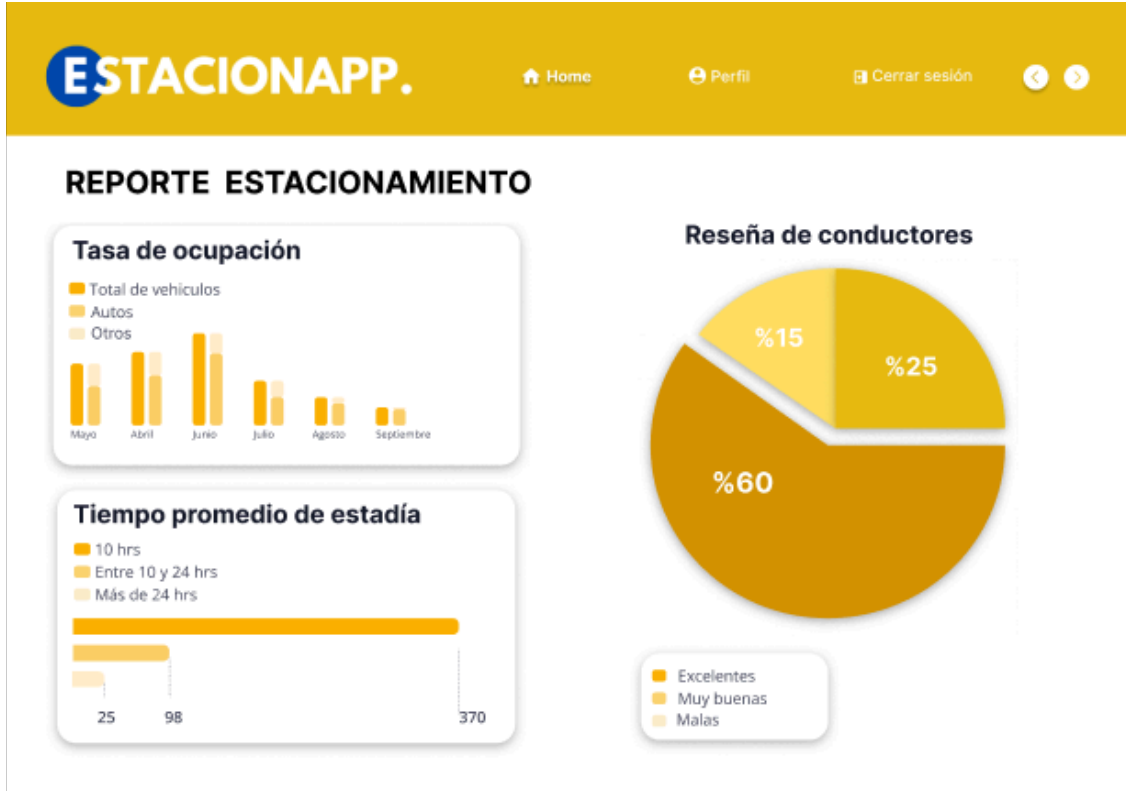 ESTACIONAPP.
Home
Perfil
Cerrar sesión
REPORTE ESTACIONAMIENTO
Tasa de ocupación
Total de vehiculos
Autos
Otros
Mayo Abril Junio Julio Agosto Septiembre
Tiempo promedio de estadía
10 hrs
Entre 10 y 24 hrs
Más de 24 hrs
25 98 370
Reseña de conductores
%15
%25
%60
Excelentes
Muy buenas
Malas